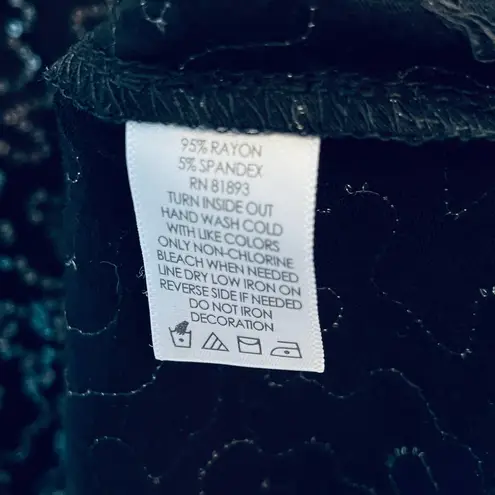 95% RAYON
5% SPANDEX
RN 81893
TURN INSIDE OUT
HAND WASH COLD
WITH LIKE COLORS
ONLY NON-CHLORINE
BLEACH WHEN NEEDED
LINE DRY LOW IRON ON
REVERSE SIDE IF NEEDED
DO NOT IRON
DECORATION